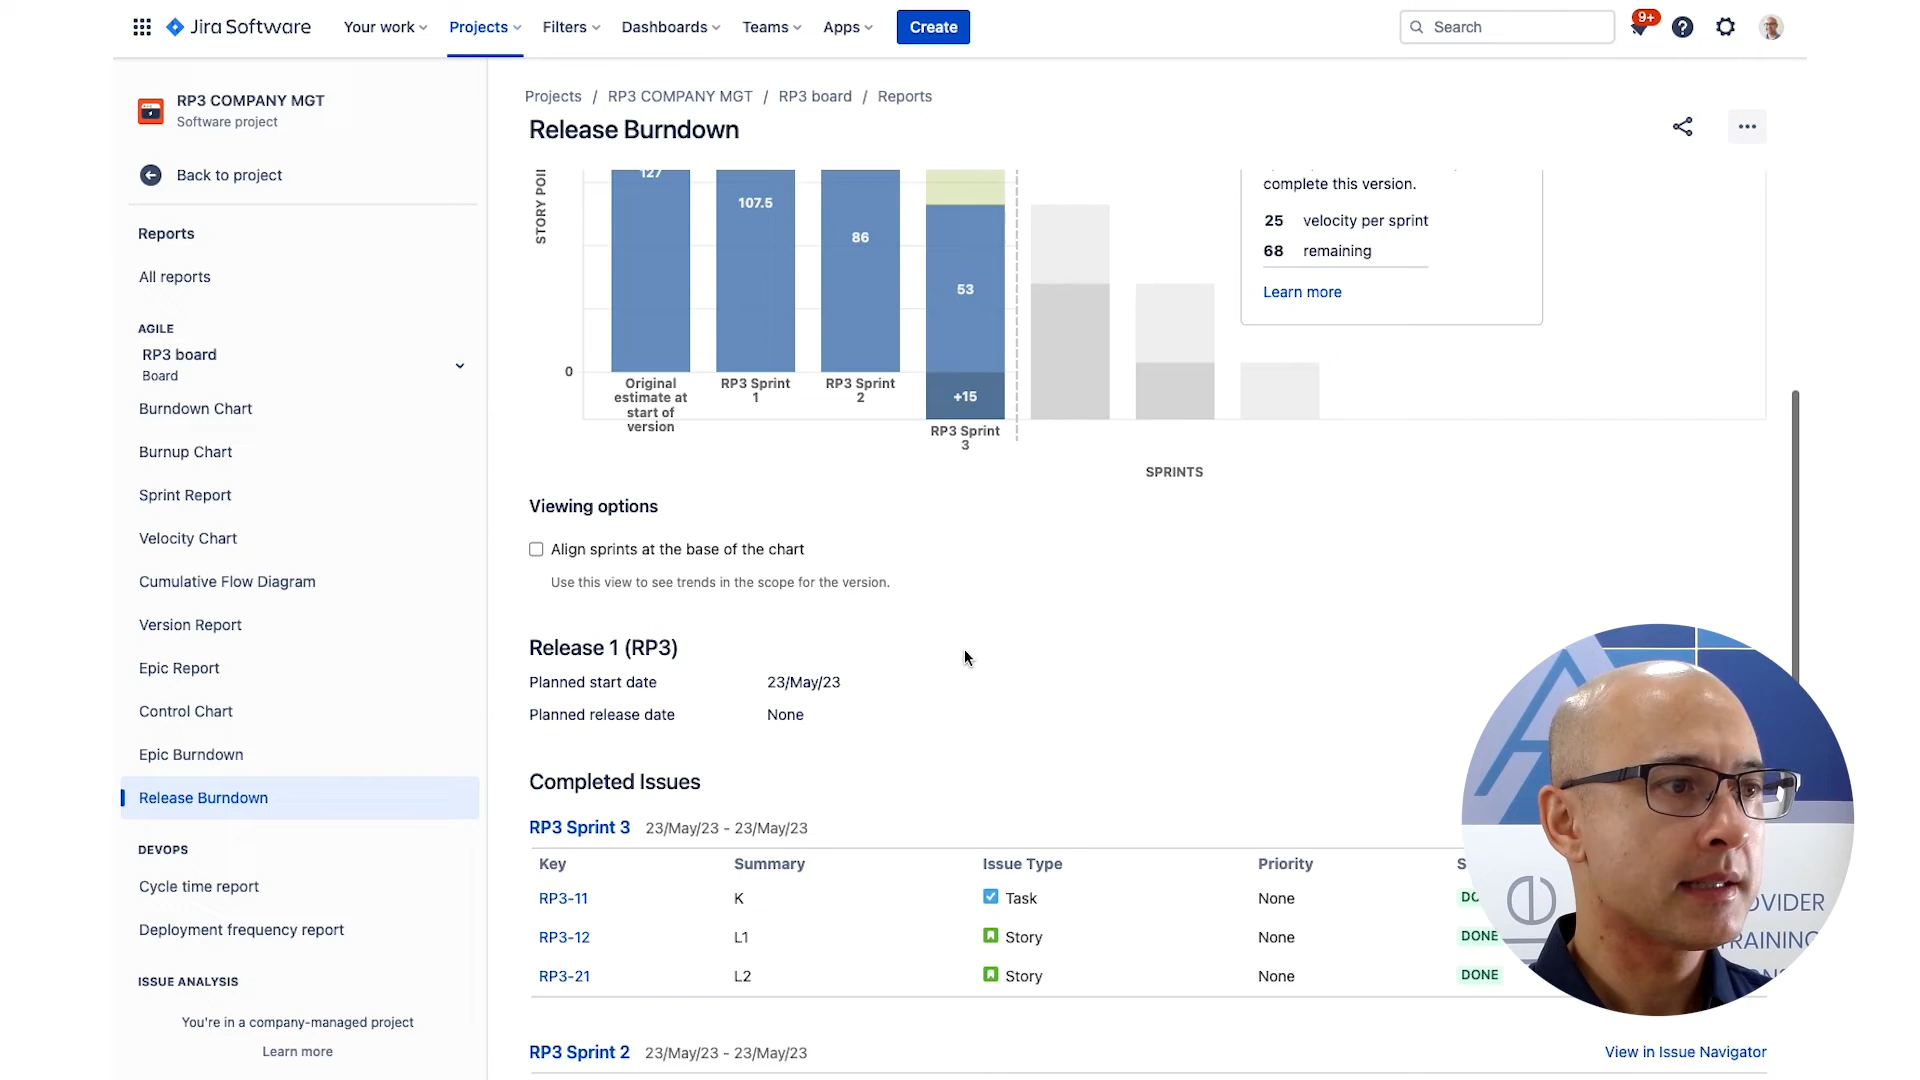 Jira Software
Your work
Projects
Filters
Dashboards
Teams
Apps
Create
Search
9+
RP3 COMPANY MGT
Software project
Back to project
Reports
All reports
AGILE
RP3 board
Board
Burndown Chart
Burnup Chart
Sprint Report
Velocity Chart
Cumulative Flow Diagram
Version Report
Epic Report
Control Chart
Epic Burndown
Release Burndown
DEVOPS
Cycle time report
Deployment frequency report
ISSUE ANALYSIS
You're in a company-managed project
Learn more
Projects / RP3 COMPANY MGT / RP3 board / Reports
Release Burndown
STORY POI
127
107.5
86
53
+15
0
Original
estimate at
start of
version
RP3 Sprint
1
RP3 Sprint
2
RP3 Sprint
3
SPRINTS
complete this version.
25 velocity per sprint
68 remaining
Learn more
Viewing options
Align sprints at the base of the chart
Use this view to see trends in the scope for the version.
Release 1 (RP3)
Planned start date 23/May/23
Planned release date None
Completed Issues
RP3 Sprint 3 23/May/23 - 23/May/23
Key Summary Issue Type Priority S
RP3-11 K Task None DO
RP3-12 L1 Story None DONE
RP3-21 L2 Story None DONE
RP3 Sprint 2 23/May/23 - 23/May/23
View in Issue Navigator
OVIDER
RAINING